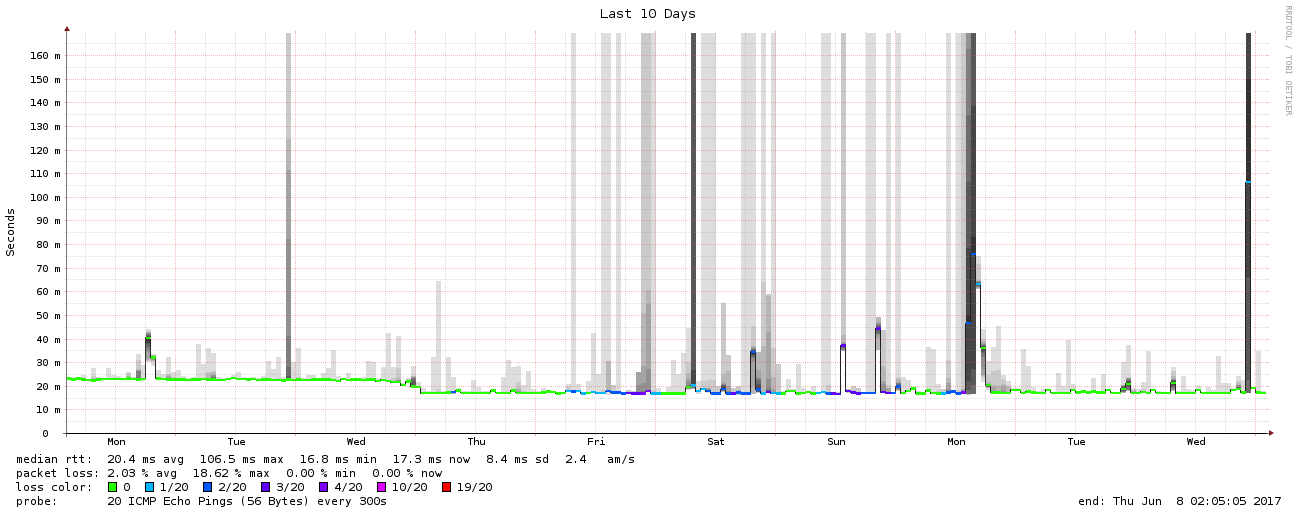 Last 10 Days
RRDTOOL / TOBI OETIKER
Seconds
160 m
150 m
140 m
130 m
120 m
110 m
100 m
90 m
80 m
70 m
60 m
50 m
40 m
30 m
20 m
10 m
0
Mon Tue Wed Thu Fri Sat Sun Mon Tue Wed
median rtt: 20.4 ms avg 106.5 ms max 16.8 ms min 17.3 ms now 8.4 ms sd 2.4 am/s
packet loss: 2.03 % avg 18.62 % max 0.00 % min 0.00 % now
loss color: 0 1/20 2/20 3/20 4/20 10/20 19/20
probe: 20 ICMP Echo Pings (56 Bytes) every 300s end: Thu Jun 8 02:05:05 2017